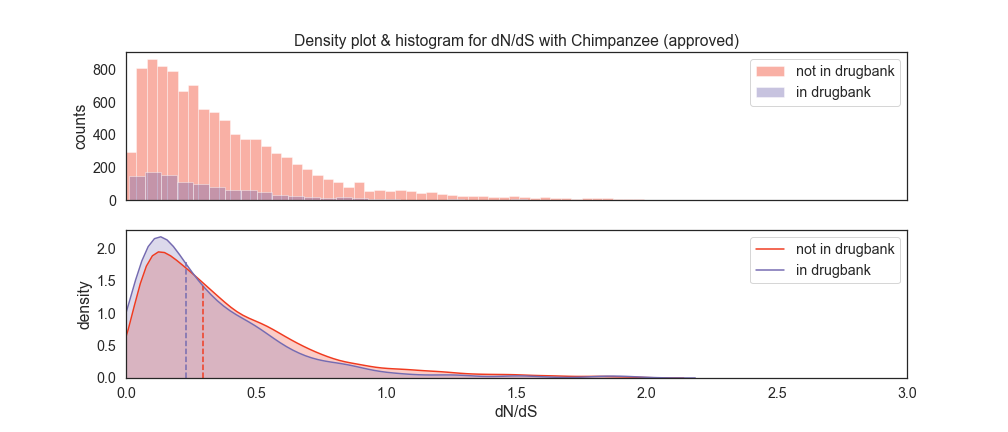 Density plot & histogram for dN/dS with Chimpanzee (approved)
counts
800
600
400
200
0
not in drugbank
in drugbank
density
2.0
1.5
1.0
0.5
0.0
not in drugbank
in drugbank
0.0 0.5 1.0 1.5 2.0 2.5 3.0
dN/dS